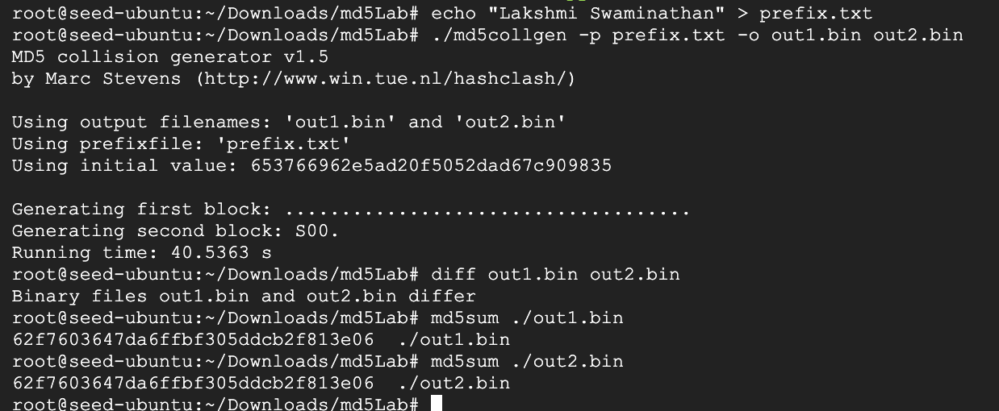 root@seed-ubuntu:~/Downloads/md5Lab# echo "Lakshmi Swaminathan" > prefix.txt
root@seed-ubuntu:~/Downloads/md5Lab# ./md5collgen -p prefix.txt -o out1.bin out2.bin
MD5 collision generator v1.5
by Marc Stevens (http://www.win.tue.nl/hashclash/)

Using output filenames: 'out1.bin' and 'out2.bin'
Using prefixfile: 'prefix.txt'
Using initial value: 653766962e5ad20f5052dad67c909835

Generating first block: ....................................
Generating second block: S00.
Running time: 40.5363 s
root@seed-ubuntu:~/Downloads/md5Lab# diff out1.bin out2.bin
Binary files out1.bin and out2.bin differ
root@seed-ubuntu:~/Downloads/md5Lab# md5sum ./out1.bin
62f7603647da6ffbf305ddcb2f813e06  ./out1.bin
root@seed-ubuntu:~/Downloads/md5Lab# md5sum ./out2.bin
62f7603647da6ffbf305ddcb2f813e06  ./out2.bin
root@seed-ubuntu:~/Downloads/md5Lab#